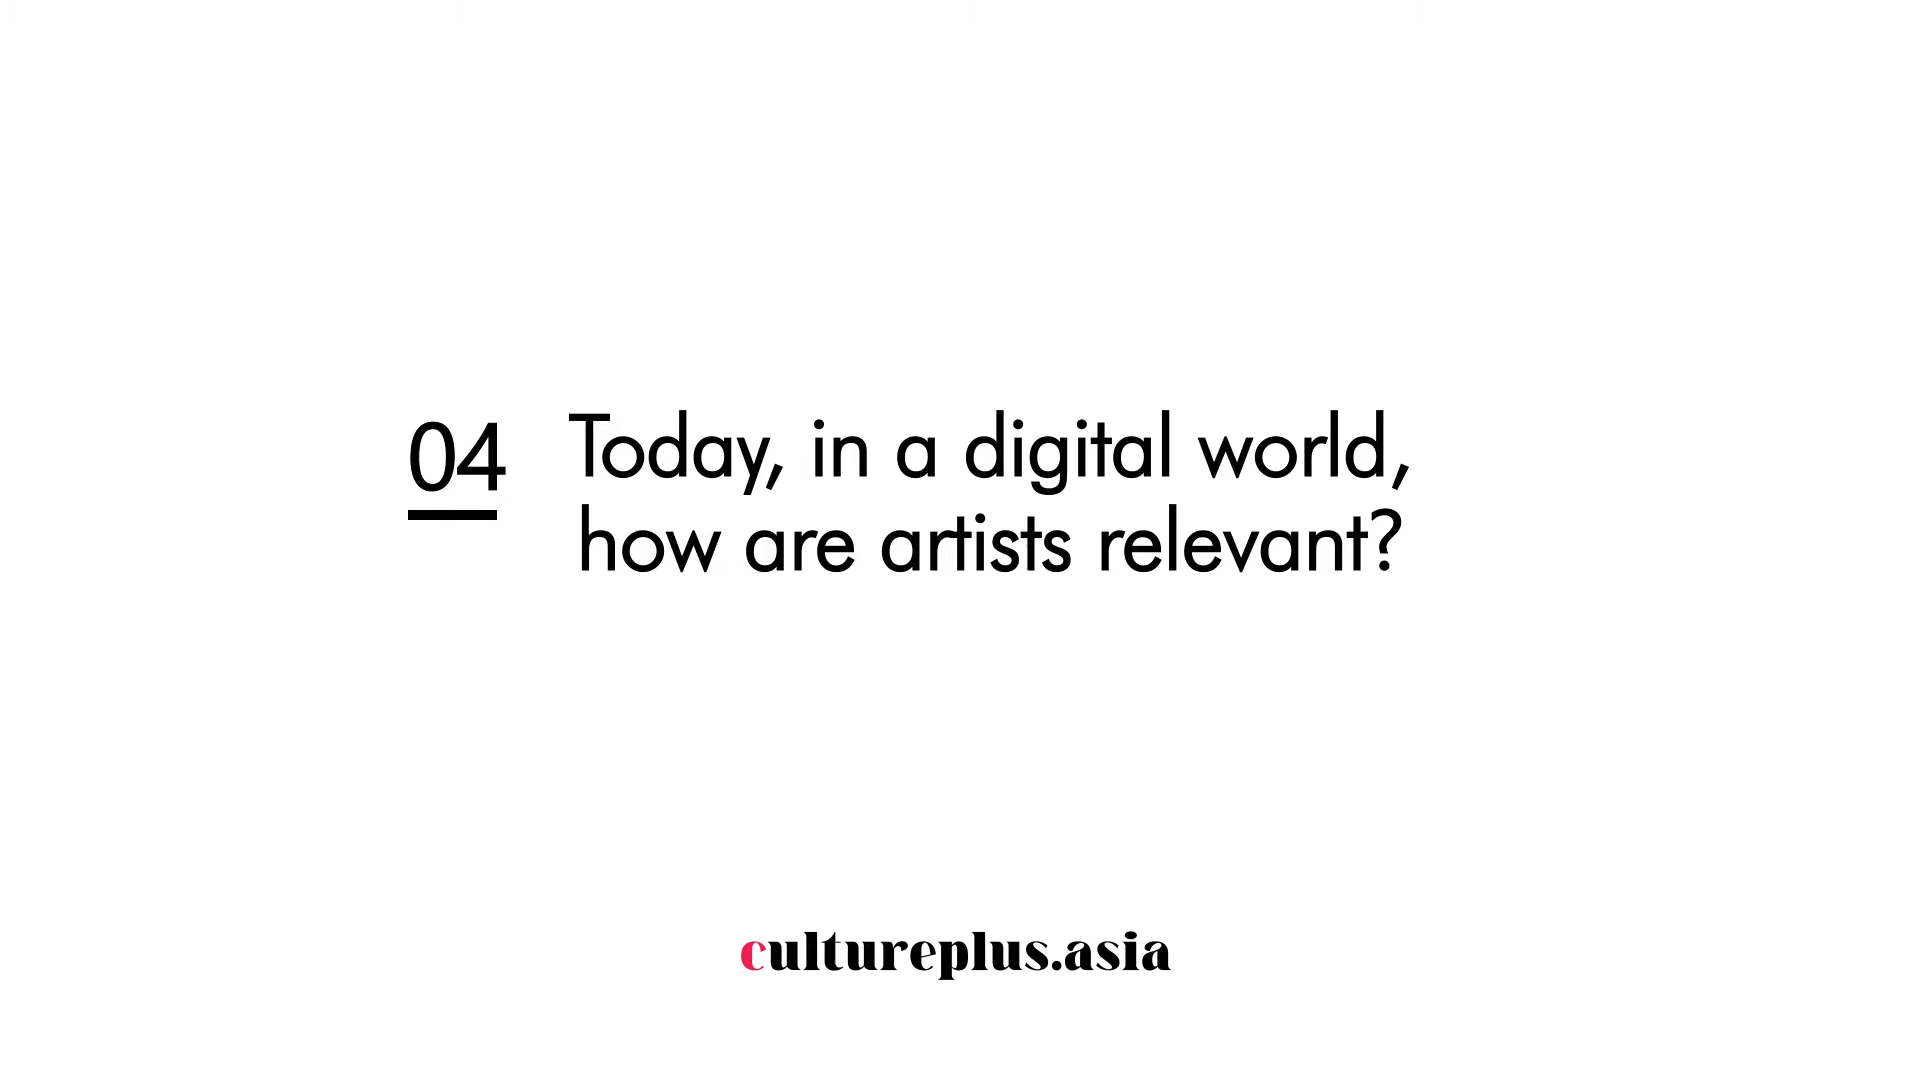 04
Today, in a digital world,
how are artists relevant?
cultureplus.asia